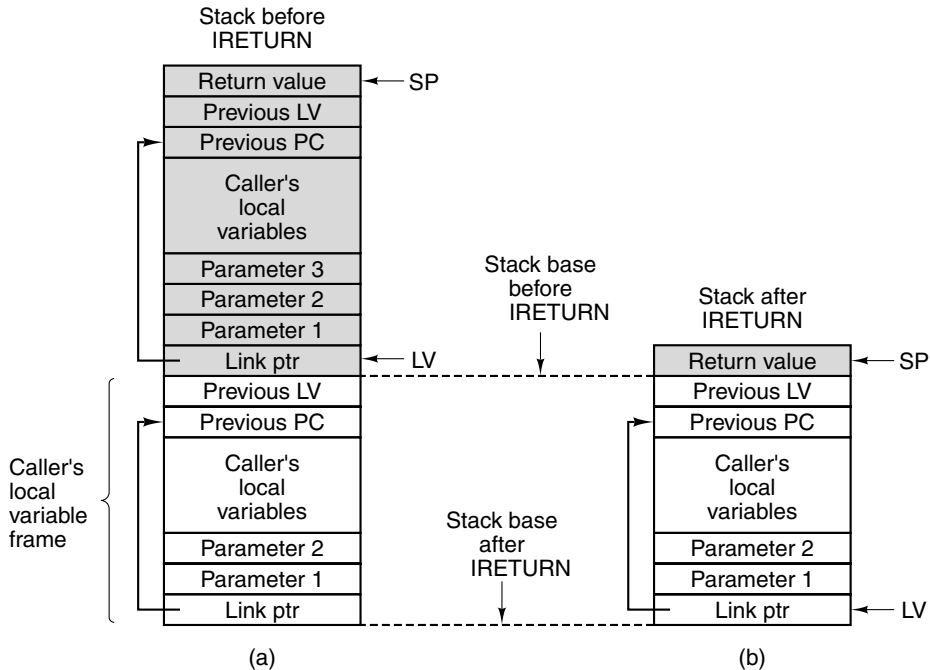 Stack before
IRETURN
Return value
SP
Previous LV
Previous PC
Caller's
local
variables
Parameter 3
Parameter 2
Parameter 1
Link ptr
LV
Previous LV
Previous PC
Caller's
local
variables
Parameter 2
Parameter 1
Link ptr
Caller's
local
variable
frame
(a)
Stack base
before
IRETURN
Stack base
after
IRETURN
Stack after
IRETURN
Return value
SP
Previous LV
Previous PC
Caller's
local
variables
Parameter 2
Parameter 1
Link ptr
LV
(b)